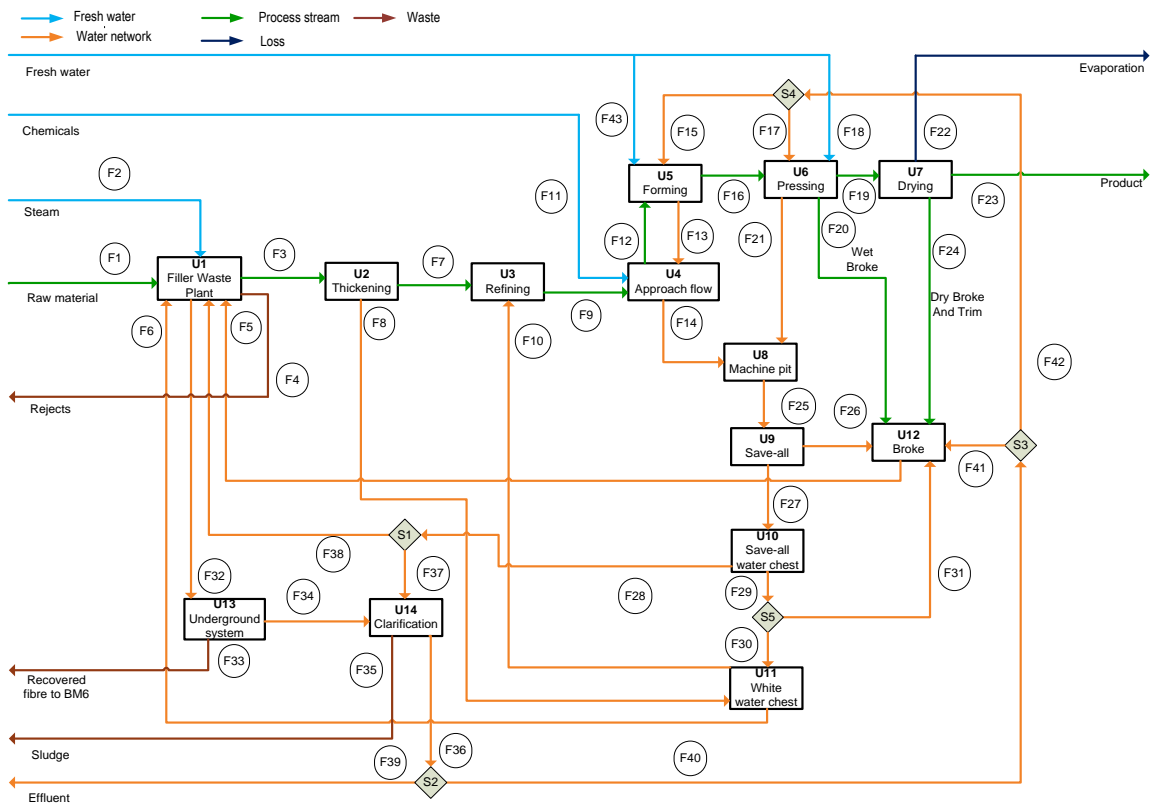 Fresh water
Process stream
Waste
Water network
Loss
Fresh water
Evaporation
S4
Chemicals
F43
F15
F17
F18
F22
F2
U5
Forming
U6
Pressing
U7
Drying
Product
F11
F16
F19
F23
Steam
F20
F1
F3
F12
F13
F21
F24
Wet
Broke
F7
U1
Filler Waste
Plant
U2
Thickening
U3
Refining
U4
Approach flow
Raw material
Dry Broke
And Trim
F6
F5
F8
F10
F9
F14
U8
Machine pit
F42
F4
Rejects
F25
F26
U9
Save-all
U12
Broke
S3
F41
F27
S1
U10
Save-all
water chest
F38
F32
F37
F31
F34
F28
F29
U13
Underground
system
U14
Clarification
S5
F30
F33
F35
U11
White
water chest
Recovered
fibre to BM6
Sludge
F39
F36
F40
S2
Effluent